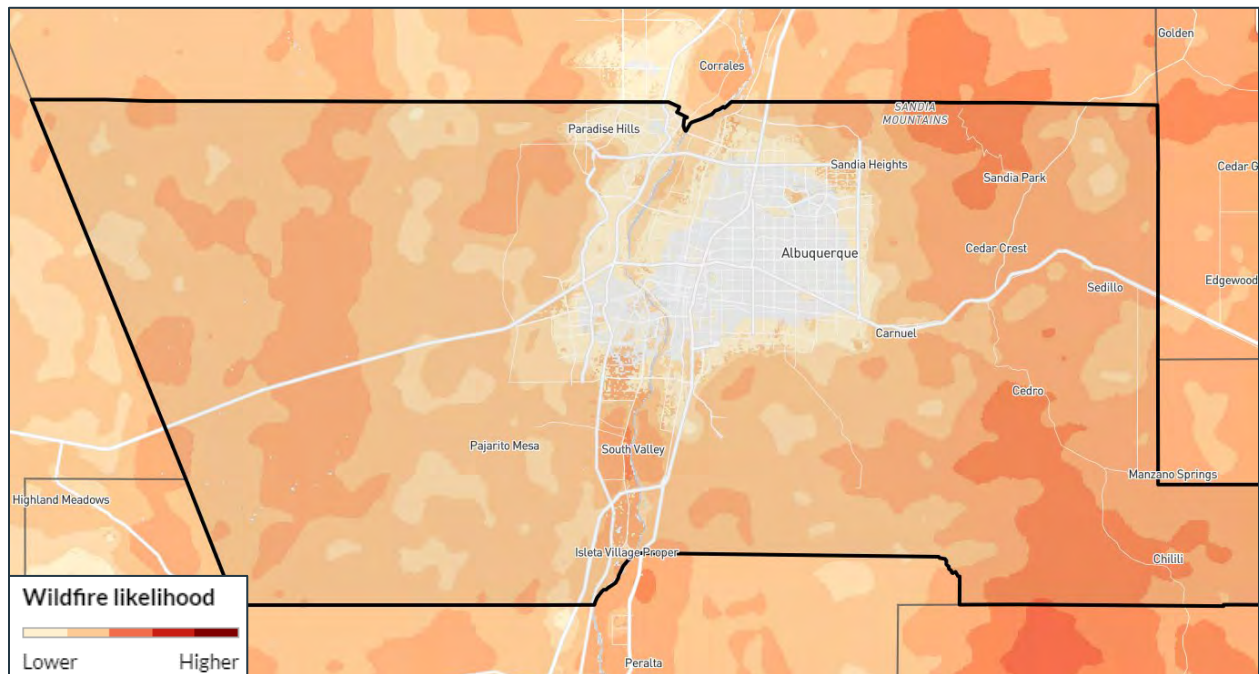 Golden
Corrales
SANDIA
MOUNTAINS
Paradise Hills
Sandia Heights
Cedar G
Sandia Park
Cedar Crest
Albuquerque
Sedillo
Edgewood
Carnuel
Cedro
Pajarito Mesa
South Valley
Manzano Springs
Highland Meadows
Isleta Village Proper
Chilili
Wildfire likelihood
Lower Higher
Peralta